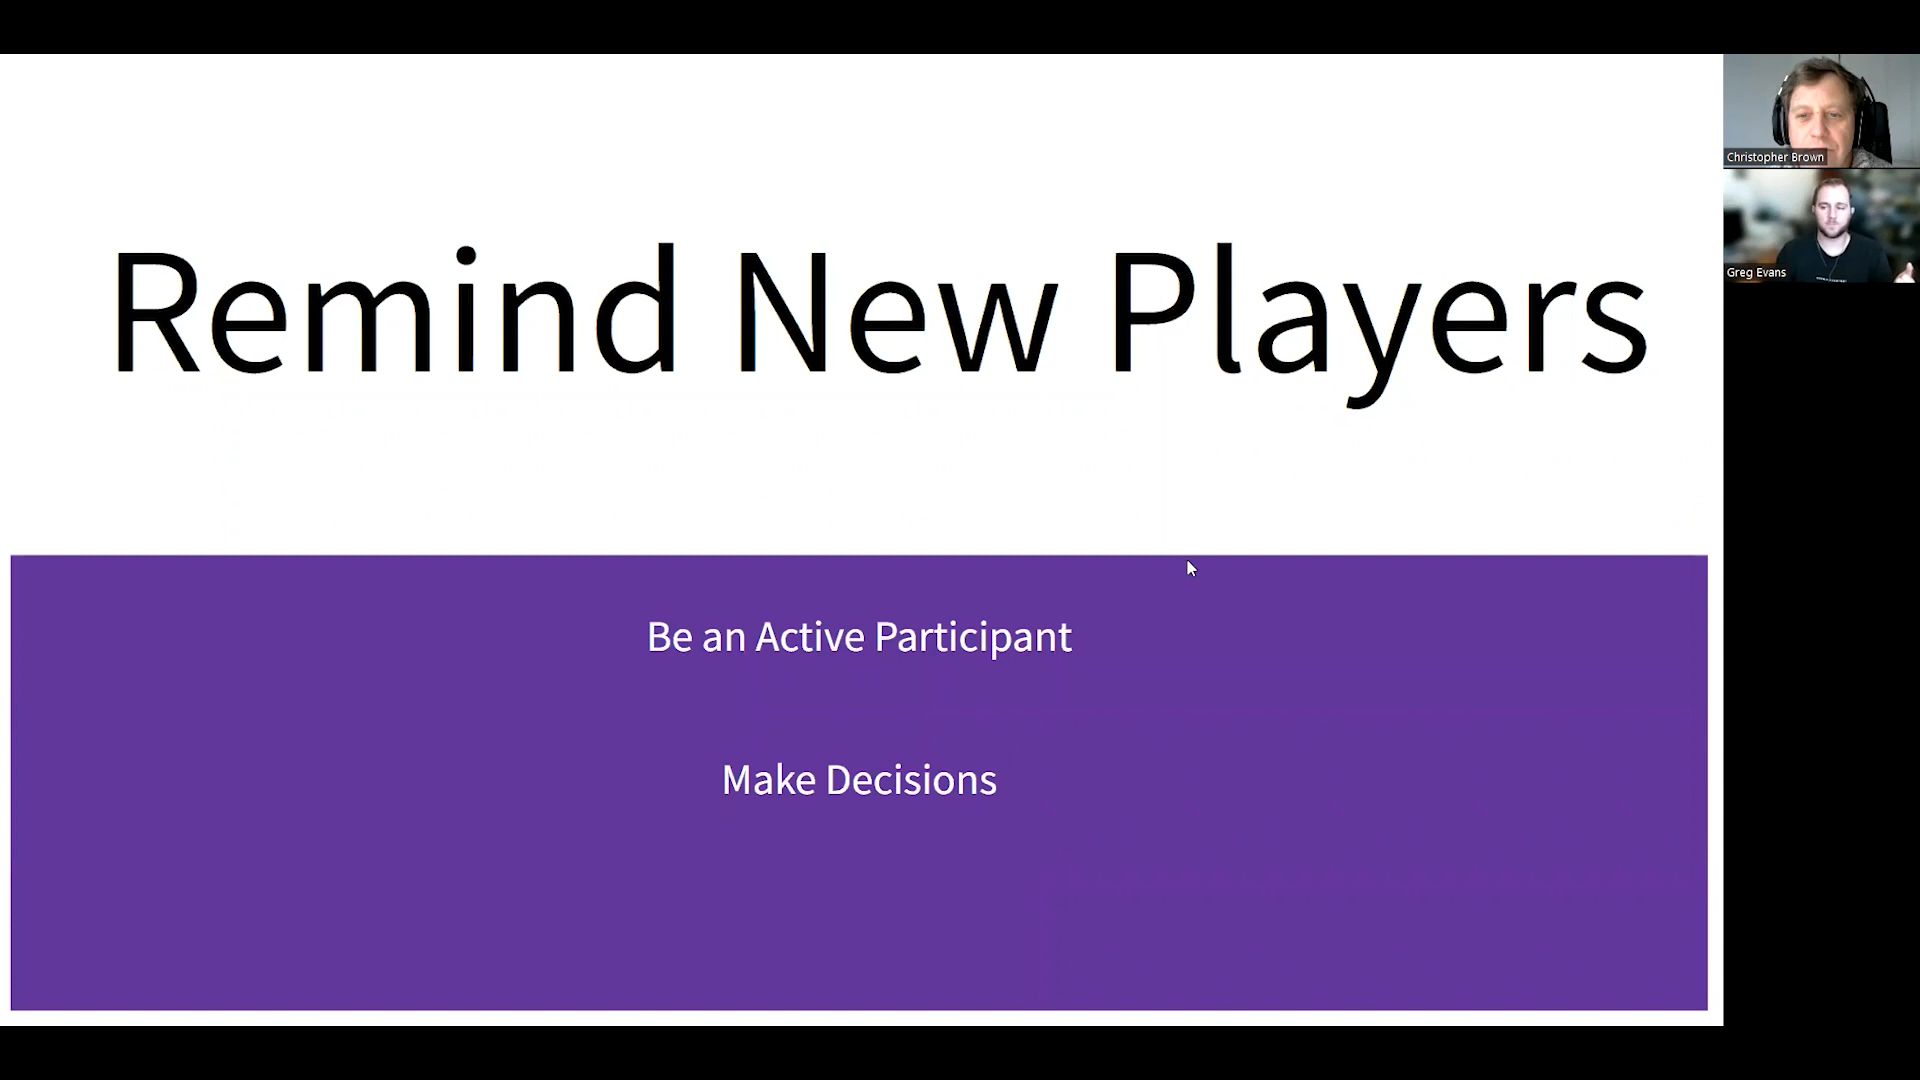 Remind New Players
Be an Active Participant
Make Decisions
Christopher Brown
Greg Evans